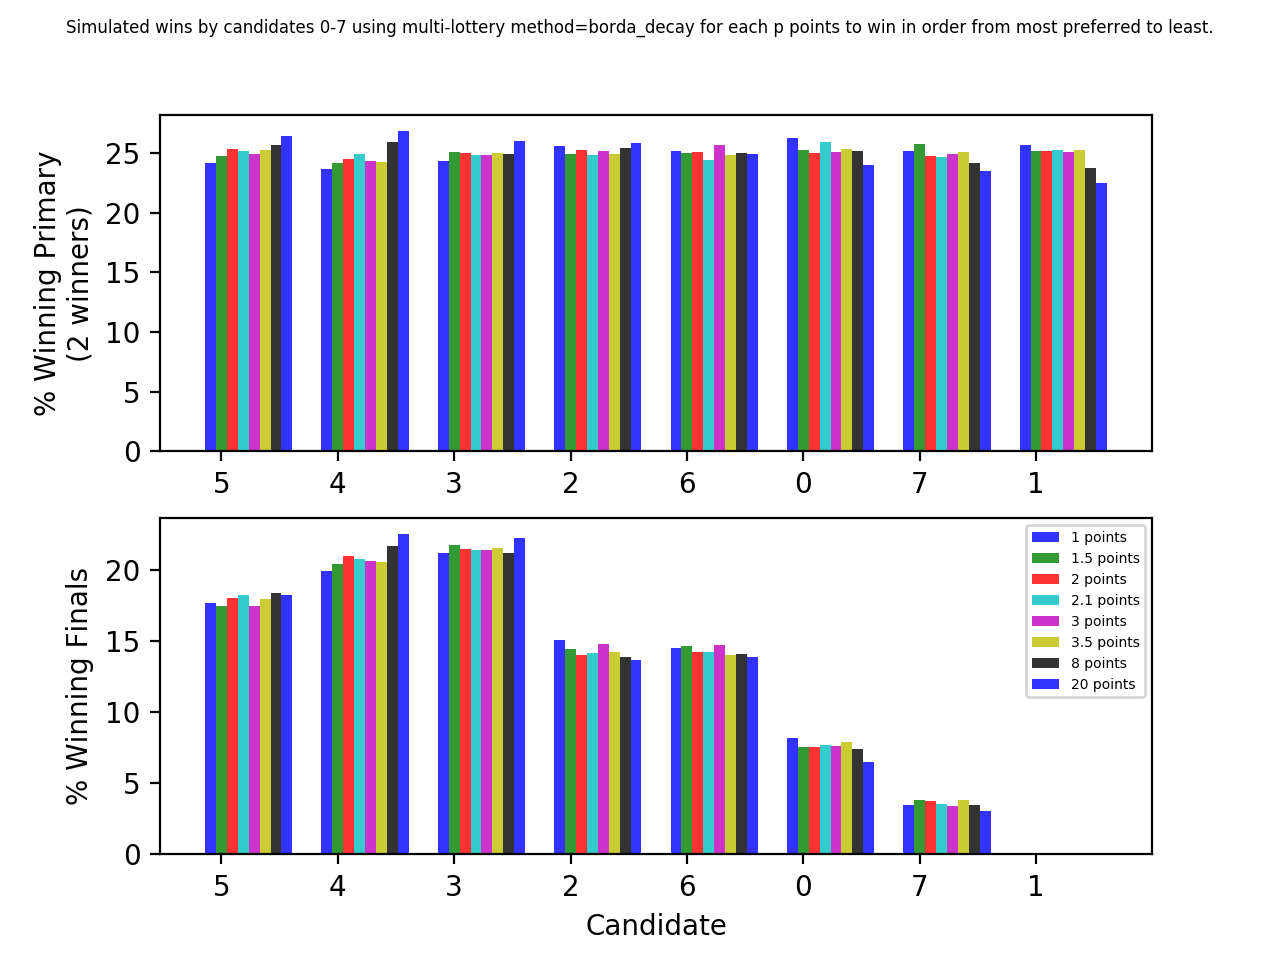 Simulated wins by candidates 0-7 using multi-lottery method=borda_decay for each p points to win in order from most preferred to least.
% Winning Primary
(2 winners)
25
20
15
10
5
0
5 4 3 2 6 0 7 1
% Winning Finals
20
15
10
5
0
1 points
1.5 points
2 points
2.1 points
3 points
3.5 points
8 points
20 points
5 4 3 2 6 0 7 1
Candidate